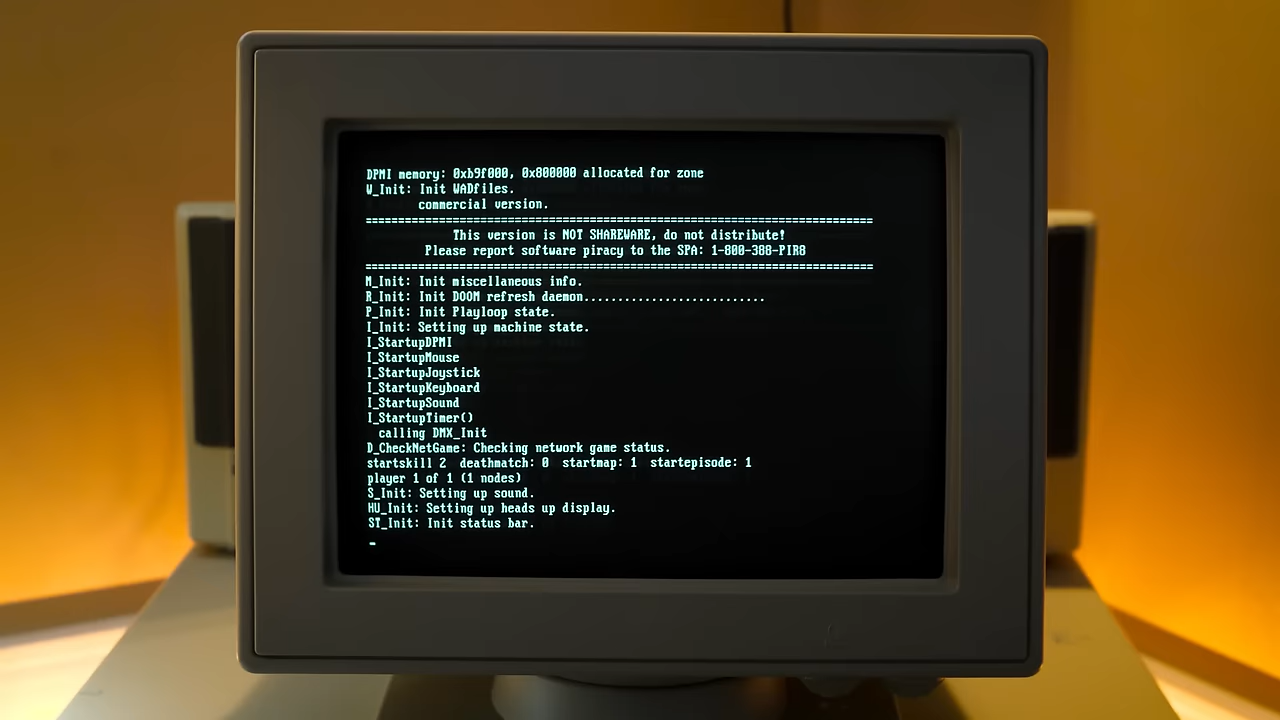 DPMI memory: 0xb9f000, 0x800000 allocated for zone
W_Init: Init WADfiles.
commercial version.
===========================================================================
This version is NOT SHAREWARE, do not distribute!
Please report software piracy to the SPA: 1-800-388-PIR8
===========================================================================
M_Init: Init miscellaneous info.
R_Init: Init DOOM refresh daemon...........................
P_Init: Init Playloop state.
I_Init: Setting up machine state.
I_StartupDPMI
I_StartupMouse
I_StartupJoystick
I_StartupKeyboard
I_StartupSound
I_StartupTimer()
calling DMX_Init
D_CheckNetGame: Checking network game status.
startskill 2  deathmatch: 0  startmap: 1  startepisode: 1
player 1 of 1 (1 nodes)
S_Init: Setting up sound.
HU_Init: Setting up heads up display.
ST_Init: Init status bar.